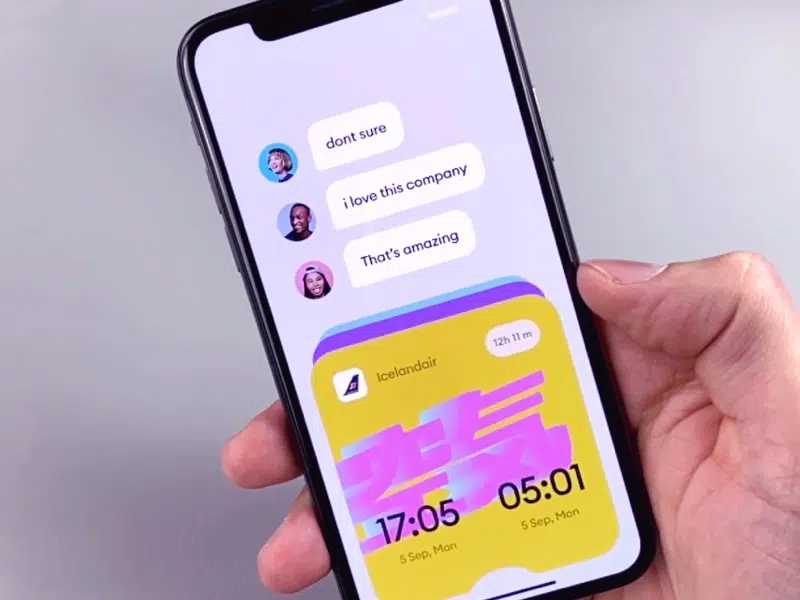 dont sure
i love this company
That's amazing
Icelandair
12h 11 m
17:05
05:01
5 Sep, Mon
5 Sep, Mon